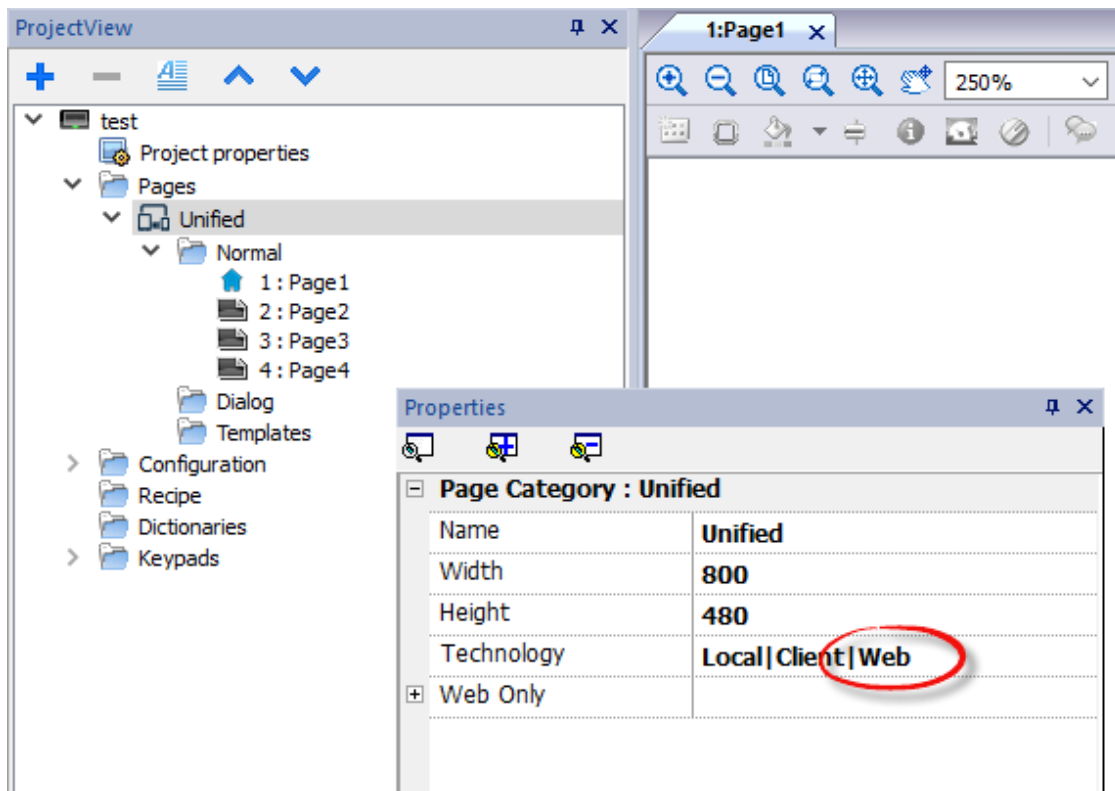 ProjectView
test
Project properties
Pages
Unified
Normal
1 : Page1
2 : Page2
3 : Page3
4 : Page4
Dialog
Templates
Configuration
Recipe
Dictionaries
Keypads
1:Page1
250%
Properties
Page Category : Unified
Name Unified
Width 800
Height 480
Technology Local|Client|Web
Web Only